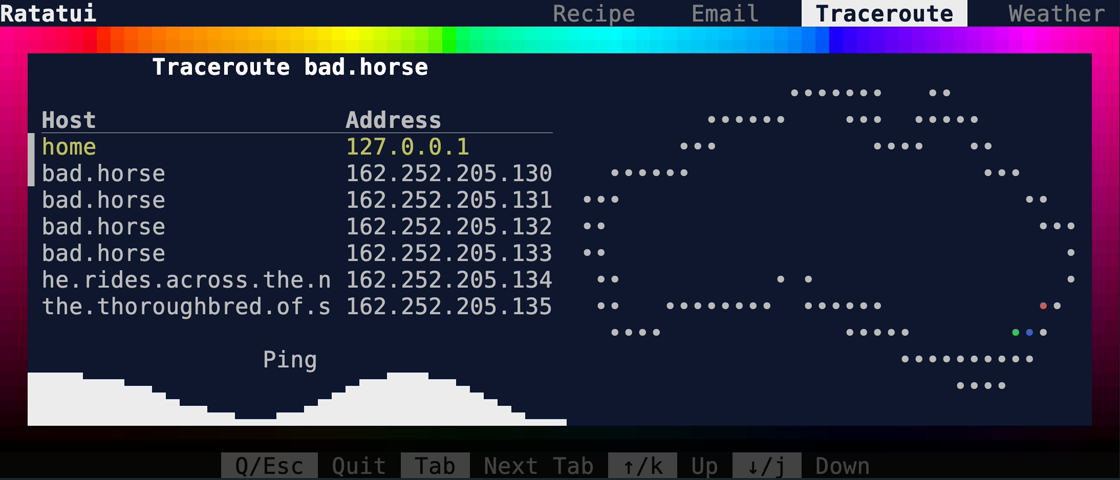 Ratatui Recipe Email Traceroute Weather
Traceroute bad.horse
Host Address
home 127.0.0.1
bad.horse 162.252.205.130
bad.horse 162.252.205.131
bad.horse 162.252.205.132
bad.horse 162.252.205.133
he.rides.across.the.n 162.252.205.134
the.thoroughbred.of.s 162.252.205.135
Ping
Q/Esc Quit Tab Next Tab ↑/k Up ↓/j Down